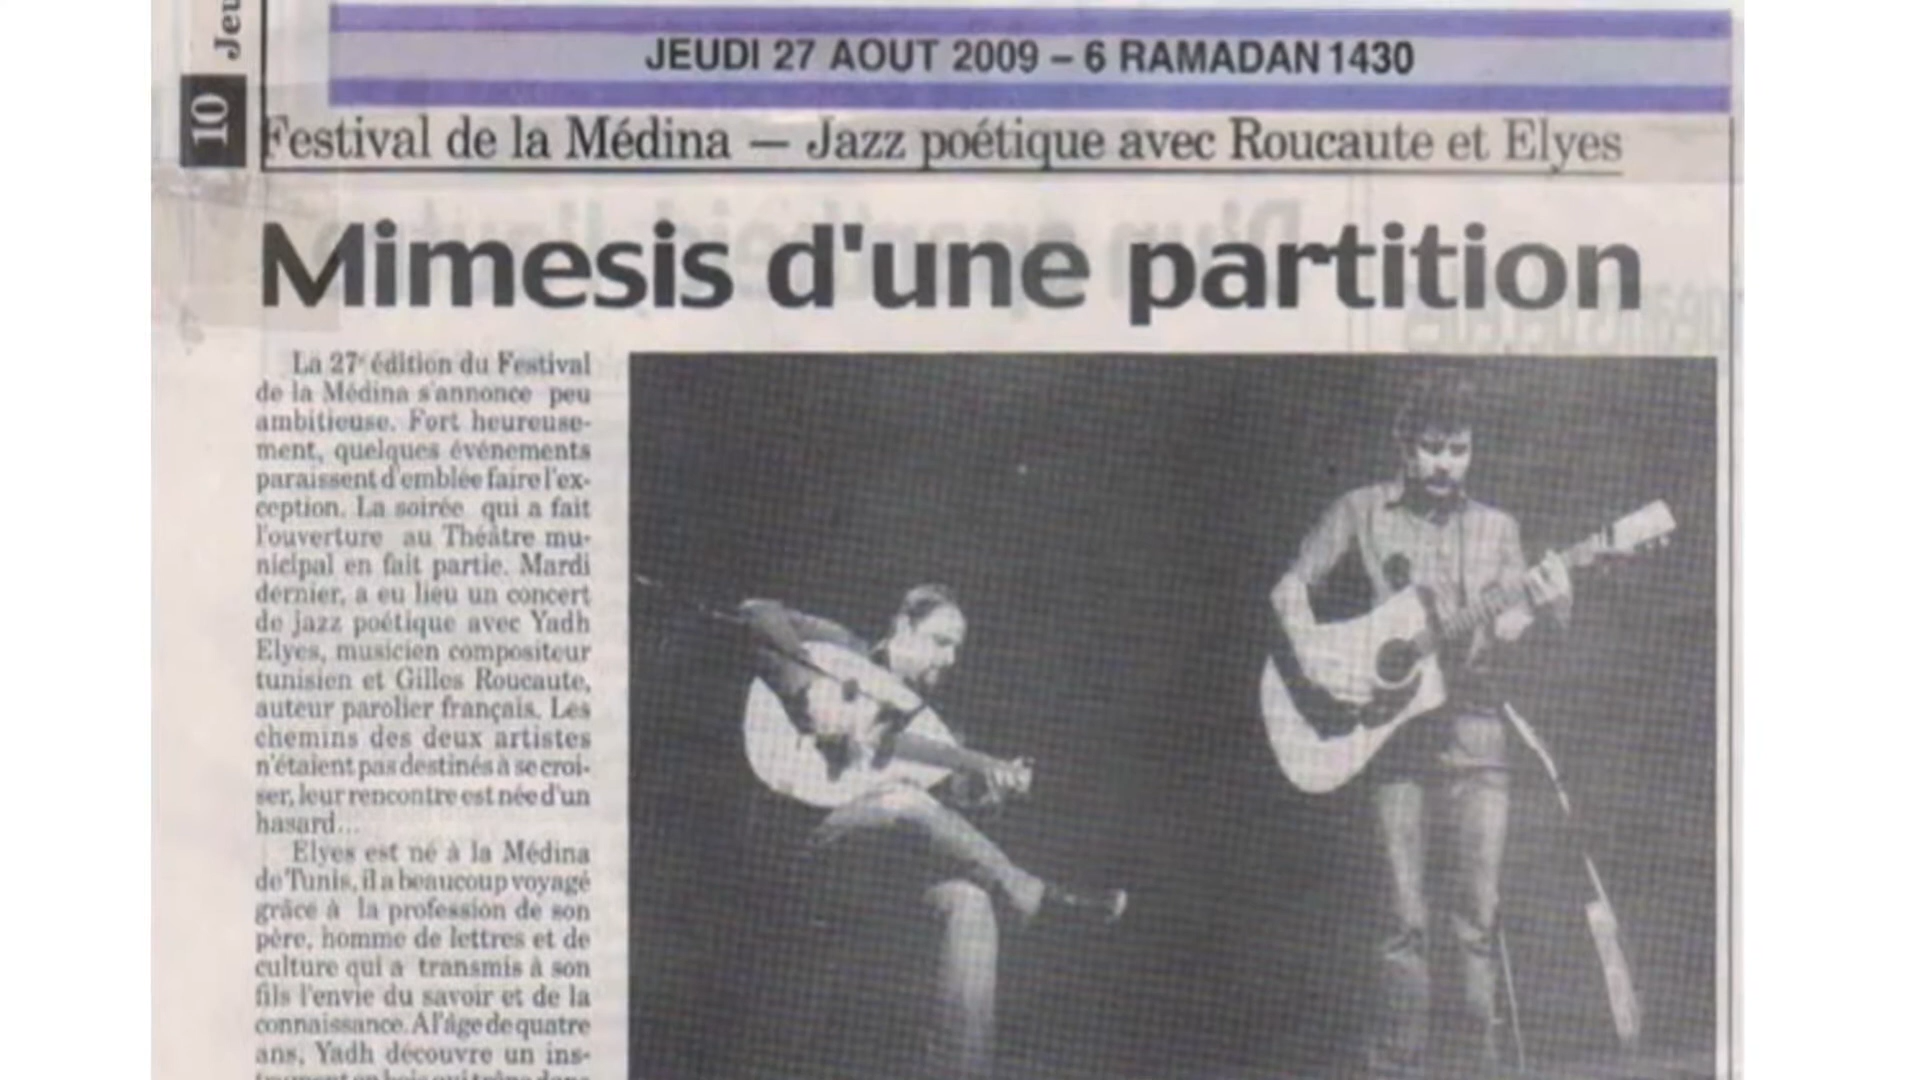 Jeu
10
JEUDI 27 AOUT 2009 – 6 RAMADAN 1430
Festival de la Médina — Jazz poétique avec Roucaute et Elyes
Mimesis d'une partition
La 27e édition du Festival
de la Médina s'annonce peu
ambitieuse. Fort heureuse-
ment, quelques événements
paraissent d'emblée faire l'ex-
ception. La soirée qui a fait
l'ouverture au Théâtre mu-
nicipal en fait partie. Mardi
dernier, a eu lieu un concert
de jazz poétique avec Yadh
Elyes, musicien compositeur
tunisien et Gilles Roucaute,
auteur parolier français. Les
chemins des deux artistes
n'étaient pas destinés à se croi-
ser, leur rencontre est née d'un
hasard...
Elyes est né à la Médina
de Tunis, il a beaucoup voyagé
grâce à la profession de son
père, homme de lettres et de
culture qui a transmis à son
fils l'envie du savoir et de la
connaissance. A l'âge de quatre
ans, Yadh découvre un ins-